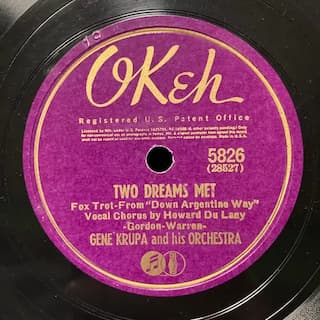 OKeh
Registered U.S. Patent Office
5826
(28527)
TWO DREAMS MET
Fox Trot-From "Down Argentine Way"
Vocal Chorus by Howard Du Lany
-Gordon-Warren-
GENE KRUPA and his ORCHESTRA